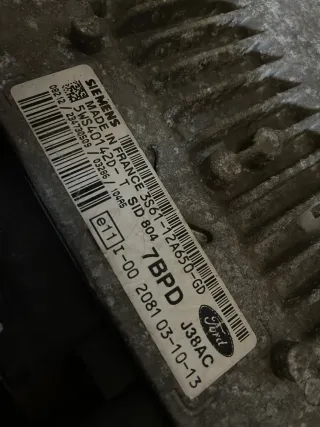 SIEMENS
MADE IN FRANCE 3S61-12A650-GD
5WS40142D-T SID 804
7BPD J38AC
Ford
e11 I-00 2081 03-10-13